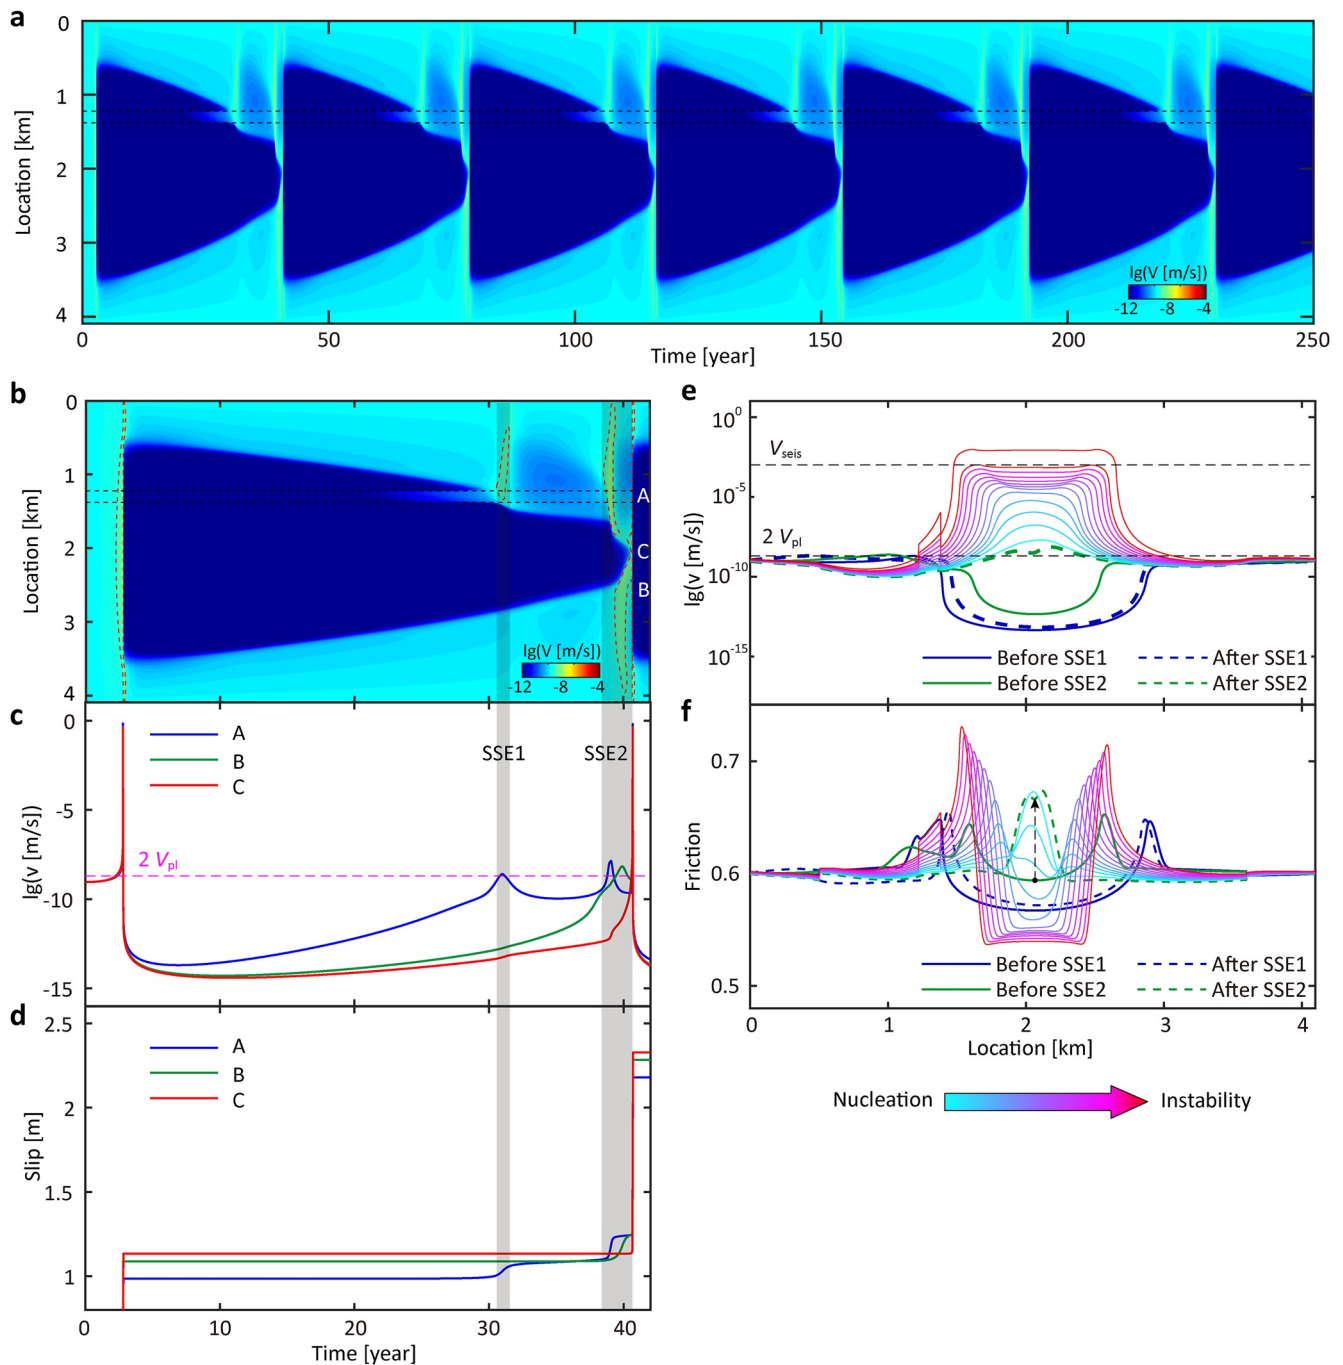 a
0
1
2
3
4
Location [km]
lg(V [m/s])
-12 -8 -4
0 50 100 150 200 250
Time [year]
b
0
1
2
3
4
Location [km]
A
C
B
lg(V [m/s])
-12 -8 -4
c
0
-5
-10
-15
lg(v [m/s])
A
B
C
SSE1 SSE2
2 Vpl
d
2.5
2
1.5
1
Slip [m]
A
B
C
0 10 20 30 40
Time [year]
e
10^0
10^-5
10^-10
10^-15
lg(v [m/s])
Vseis
2 Vpl
Before SSE1 After SSE1
Before SSE2 After SSE2
f
0.7
0.6
0.5
Friction
Before SSE1 After SSE1
Before SSE2 After SSE2
0 1 2 3 4
Location [km]
Nucleation Instability